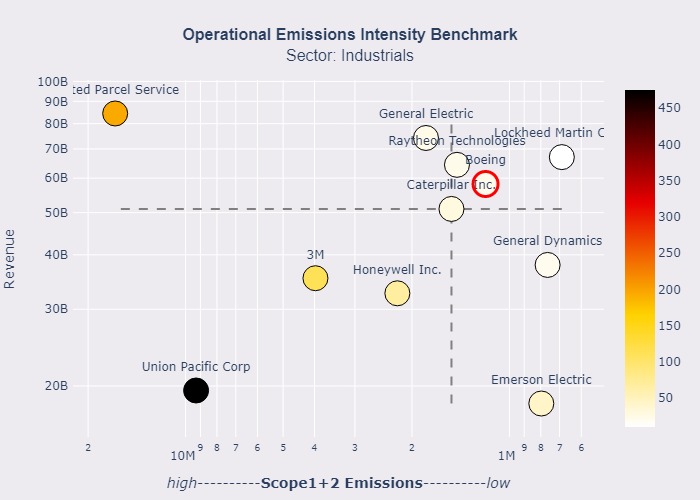 Operational Emissions Intensity Benchmark
Sector: Industrials
100B
90B
80B
70B
60B
50B
40B
30B
20B
Revenue
ted Parcel Service
General Electric
Raytheon Technologies
Lockheed Martin C
Boeing
Caterpillar Inc.
General Dynamics
3M
Honeywell Inc.
Union Pacific Corp
Emerson Electric
450
400
350
300
250
200
150
100
50
2 10M 9 8 7 6 5 4 3 2 1M 9 8 7 6
high----------Scope1+2 Emissions----------low